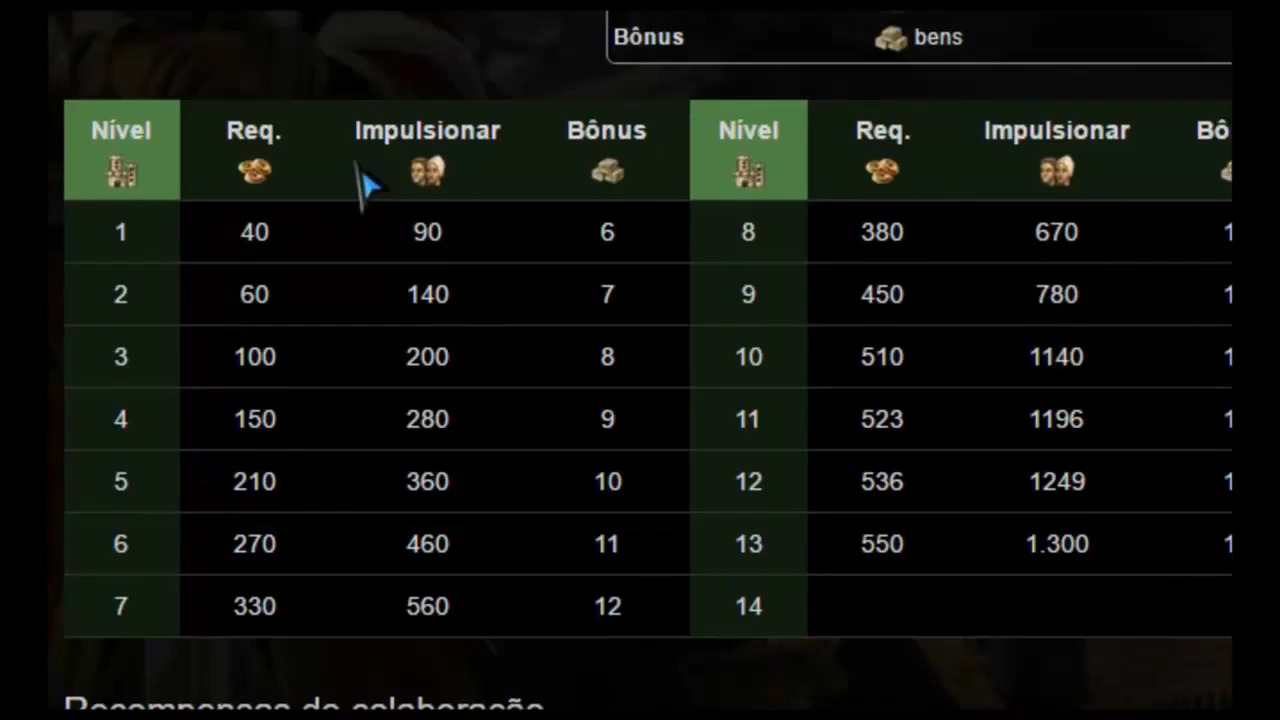 Bônus bens
Nível Req. Impulsionar Bônus Nível Req. Impulsionar
1 40 90 6 8 380 670
2 60 140 7 9 450 780
3 100 200 8 10 510 1140
4 150 280 9 11 523 1196
5 210 360 10 12 536 1249
6 270 460 11 13 550 1.300
7 330 560 12 14
Recompensas de colaboração